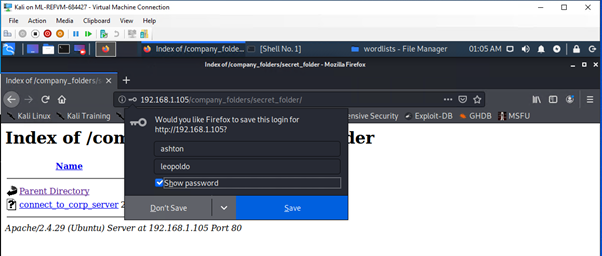 Kali on ML-REFVM-684427 - Virtual Machine Connection
File Action Media Clipboard View Help
Index of /company_folde... [Shell No. 1] wordlists - File Manager 01:05 AM
Index of /company_folders/secret_folder - Mozilla Firefox
Index of /company_folders/
192.168.1.105/company_folders/secret_folder/
Kali Linux Kali Training ensive Security Exploit-DB GHDB MSFU
Would you like Firefox to save this login for
http://192.168.1.105?
ashton
leopoldo
Show password
Don't Save Save
Index of /com der
Name
Parent Directory
connect_to_corp_server 2
Apache/2.4.29 (Ubuntu) Server at 192.168.1.105 Port 80